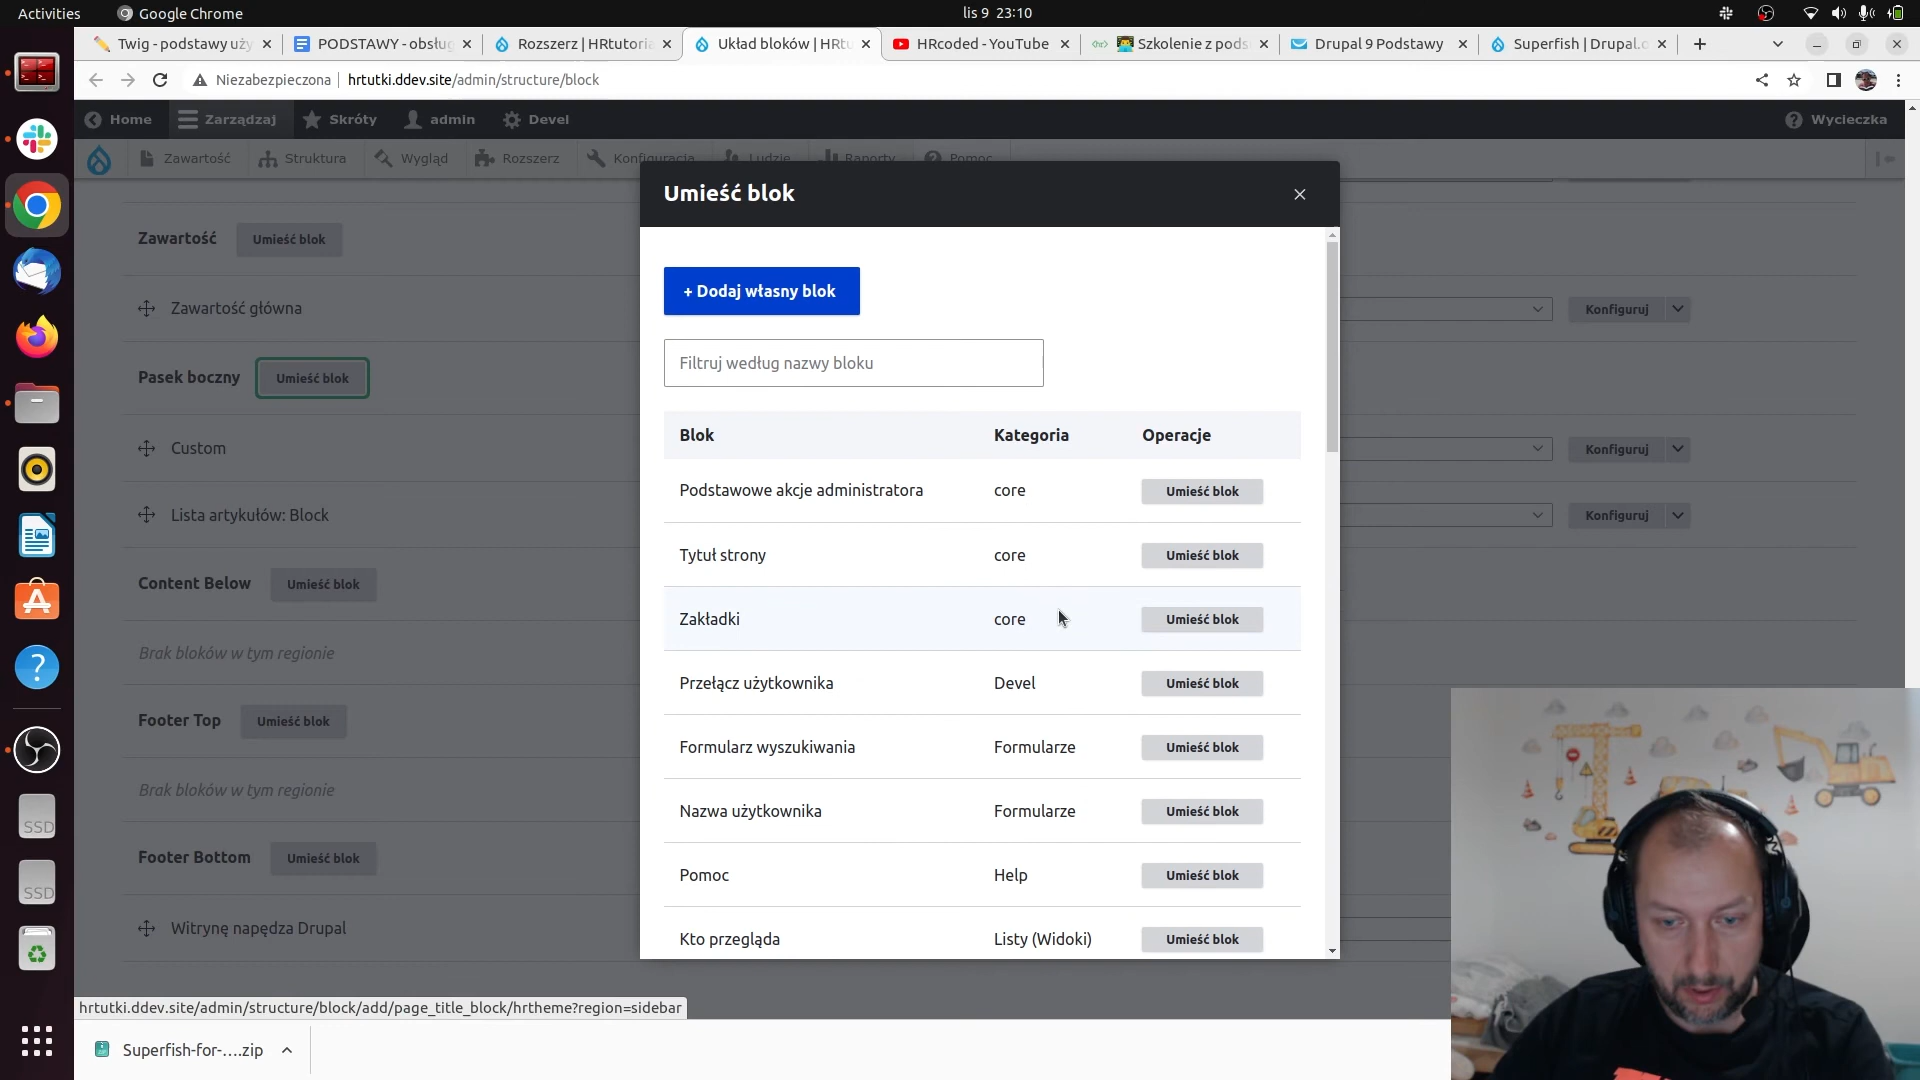 Activities
Google Chrome
lis 9 23:10
Twig - podstawy uży
PODSTAWY - obsług
Rozszerz | HRtutoria
Układ bloków | HRtu
HRcoded - YouTube
Szkolenie z pods
Drupal 9 Podstawy
Superfish | Drupal.o
Niezabezpieczona
hrtutki.ddev.site/admin/structure/block
Home
Zarządzaj
Skróty
admin
Devel
Wycieczka
Zawartość
Struktura
Wygląd
Rozszerz
Konfiguracja
Ludzie
Raporty
Pomoc
Zawartość
Umieść blok
Zawartość główna
Konfiguruj
Pasek boczny
Umieść blok
Custom
Konfiguruj
Lista artykułów: Block
Konfiguruj
Content Below
Umieść blok
Brak bloków w tym regionie
Footer Top
Umieść blok
Brak bloków w tym regionie
Footer Bottom
Umieść blok
Witrynę napędza Drupal
Umieść blok
+ Dodaj własny blok
Filtruj według nazwy bloku
Blok Kategoria Operacje
Podstawowe akcje administratora core Umieść blok
Tytuł strony core Umieść blok
Zakładki core Umieść blok
Przełącz użytkownika Devel Umieść blok
Formularz wyszukiwania Formularze Umieść blok
Nazwa użytkownika Formularze Umieść blok
Pomoc Help Umieść blok
Kto przegląda Listy (Widoki) Umieść blok
SSD
SSD
hrtutki.ddev.site/admin/structure/block/add/page_title_block/hrtheme?region=sidebar
Superfish-for-....zip